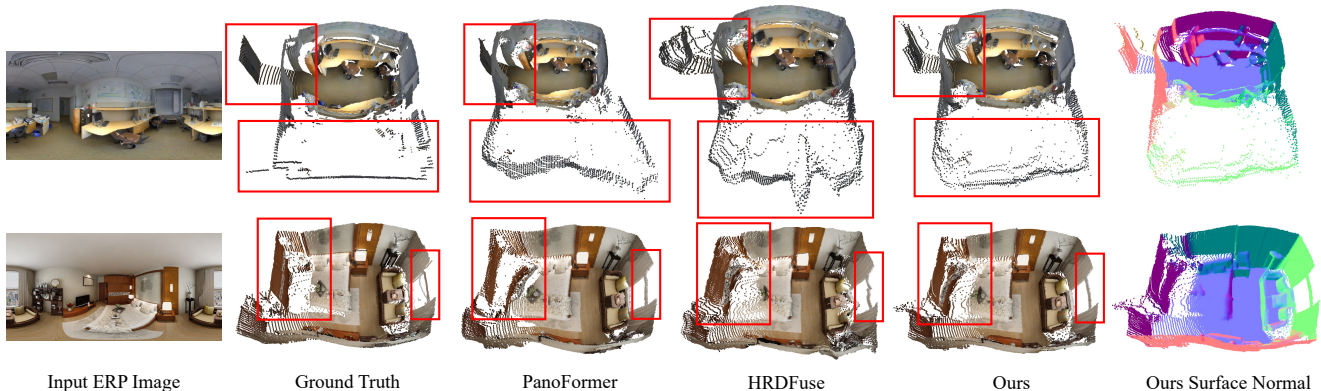 Input ERP Image
Ground Truth
PanoFormer
HRDFuse
Ours
Ours Surface Normal